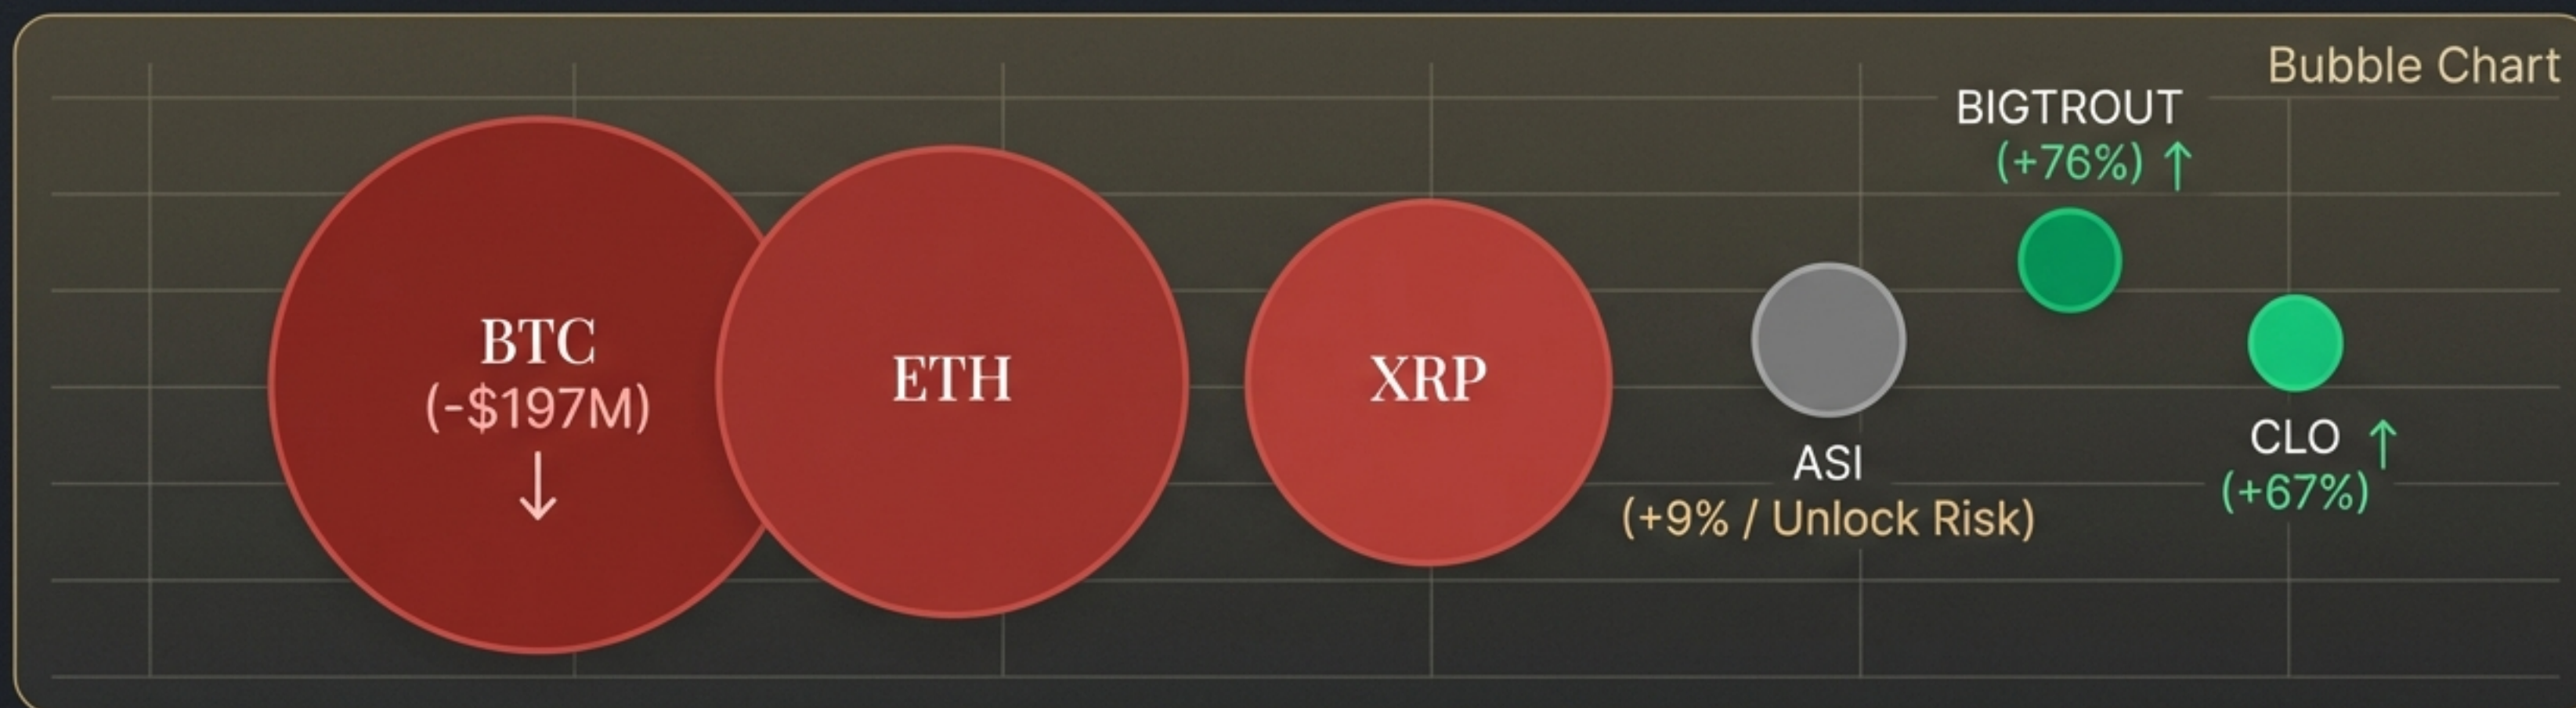 Bubble Chart
BTC
(-$197M)
↓
ETH
XRP
ASI
(+9% / Unlock Risk)
BIGTROUT
(+76%) ↑
CLO ↑
(+67%)